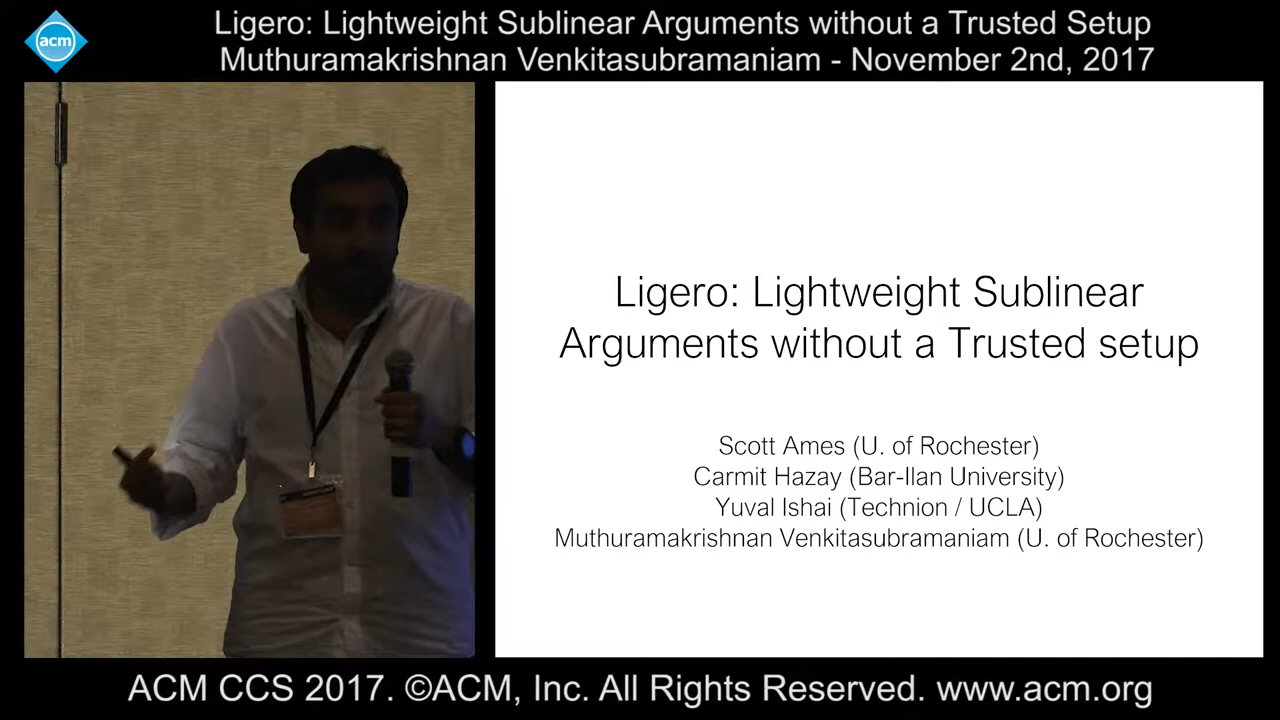 acm
Ligero: Lightweight Sublinear Arguments without a Trusted Setup
Muthuramakrishnan Venkitasubramaniam - November 2nd, 2017
Ligero: Lightweight Sublinear
Arguments without a Trusted setup
Scott Ames (U. of Rochester)
Carmit Hazay (Bar-Ilan University)
Yuval Ishai (Technion / UCLA)
Muthuramakrishnan Venkitasubramaniam (U. of Rochester)
ACM CCS 2017. ©ACM, Inc. All Rights Reserved. www.acm.org